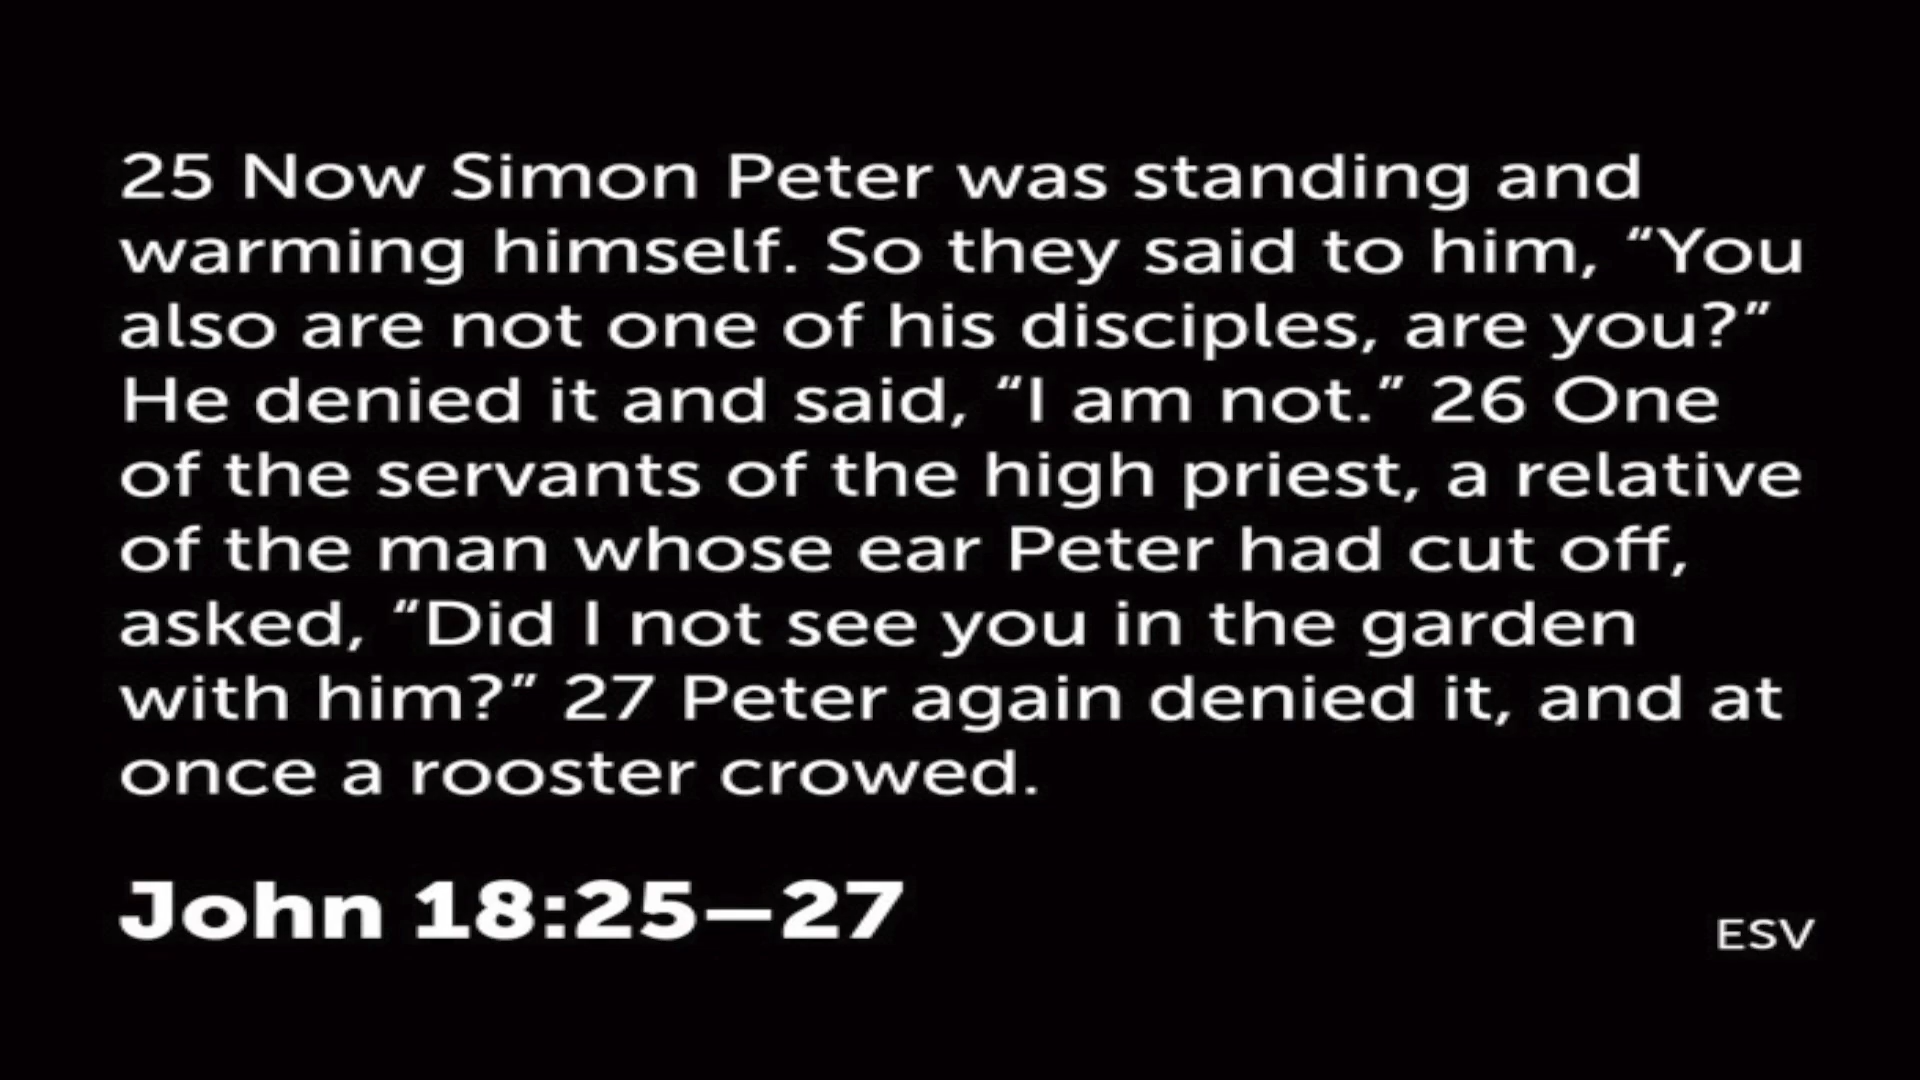 25 Now Simon Peter was standing and
warming himself. So they said to him, “You
also are not one of his disciples, are you?”
He denied it and said, “I am not.” 26 One
of the servants of the high priest, a relative
of the man whose ear Peter had cut off,
asked, “Did I not see you in the garden
with him?” 27 Peter again denied it, and at
once a rooster crowed.
John 18:25–27
ESV